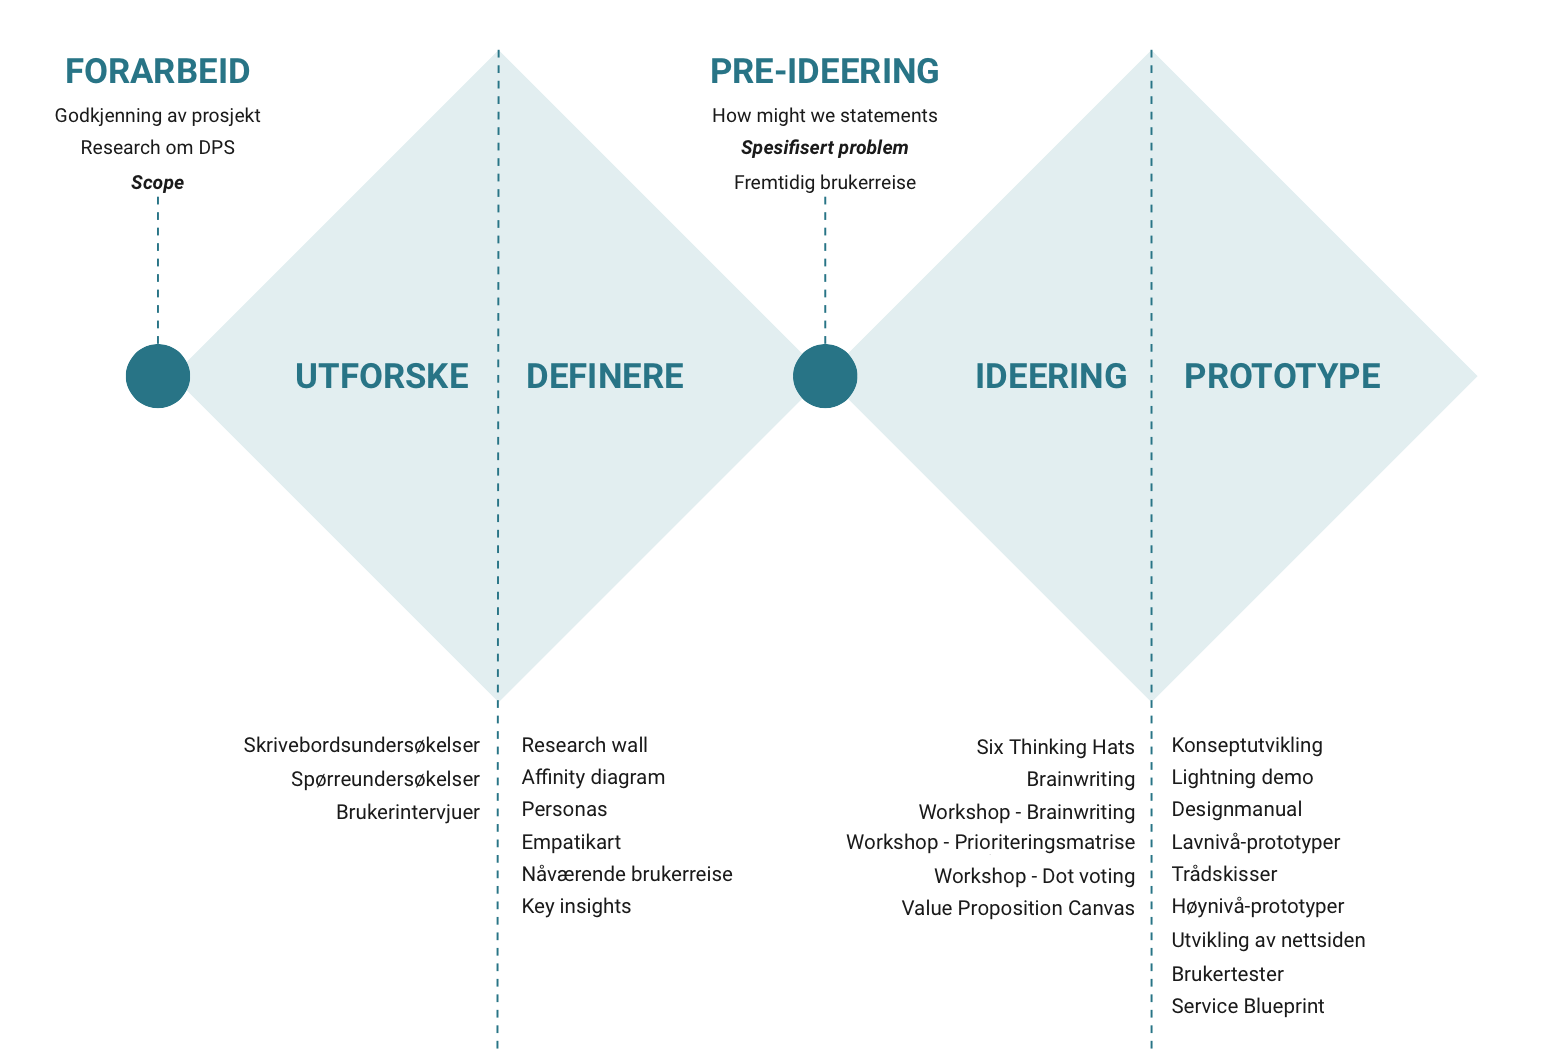 FORARBEID
Godkjenning av prosjekt
Research om DPS
Scope
PRE-IDEERING
How might we statements
Spesifisert problem
Fremtidig brukerreise
UTFORSKE
DEFINERE
IDEERING
PROTOTYPE
Skrivebordsundersøkelser
Spørreundersøkelser
Brukerintervjuer
Research wall
Affinity diagram
Personas
Empatikart
Nåværende brukerreise
Key insights
Six Thinking Hats
Brainwriting
Workshop - Brainwriting
Workshop - Prioriteringsmatrise
Workshop - Dot voting
Value Proposition Canvas
Konseptutvikling
Lightning demo
Designmanual
Lavnivå-prototyper
Trådskisser
Høynivå-prototyper
Utvikling av nettsiden
Brukertester
Service Blueprint